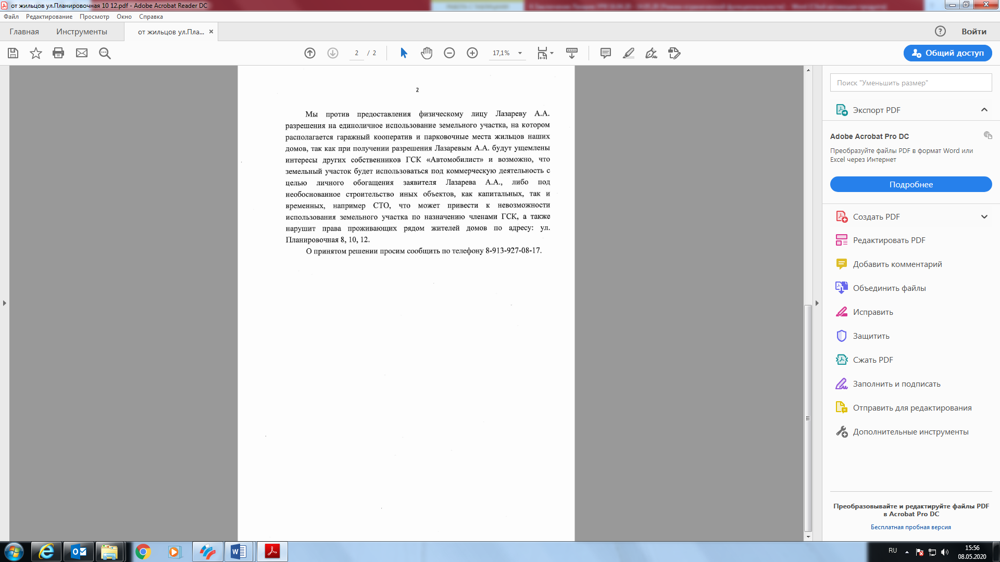 от жильцов ул.Планировочная 10 12.pdf - Adobe Acrobat Reader DC
Файл Редактирование Просмотр Окно Справка
Главная Инструменты от жильцов ул.Пла... Войти
2 / 2 17,1% Общий доступ
2
Мы против предоставления физическому лицу Лазареву А.А.
разрешения на единоличное использование земельного участка, на котором
располагается гаражный кооператив и парковочные места жильцов наших
домов, так как при получении разрешения Лазаревым А.А. будут ущемлены
интересы других собственников ГСК «Автомобилист» и возможно, что
земельный участок будет использоваться под коммерческую деятельность с
целью личного обогащения заявителя Лазарева А.А., либо под
необоснованное строительство иных объектов, как капитальных, так и
временных, например СТО, что может привести к невозможности
использования земельного участка по назначению членами ГСК, а также
нарушит права проживающих рядом жителей домов по адресу: ул.
Планировочная 8, 10, 12.
О принятом решении просим сообщить по телефону 8-913-927-08-17.
Поиск "Уменьшить размер"
Экспорт PDF
Adobe Acrobat Pro DC
Преобразуйте файлы PDF в формат Word или
Excel через Интернет
Подробнее
Создать PDF
Редактировать PDF
Добавить комментарий
Объединить файлы
Исправить
Защитить
Сжать PDF
Заполнить и подписать
Отправить для редактирования
Дополнительные инструменты
Преобразовывайте и редактируйте файлы PDF
в Acrobat Pro DC
Бесплатная пробная версия
RU
15:56
08.05.2020